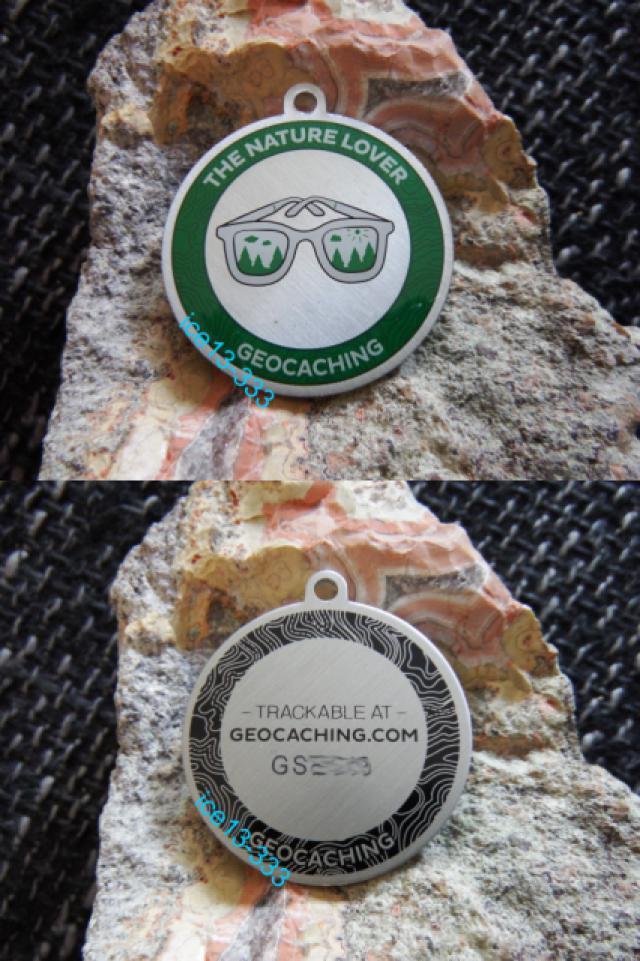 THE NATURE LOVER
GEOCACHING
ice13-333
– TRACKABLE AT –
GEOCACHING.COM
GS
GEOCACHING
ice13-333